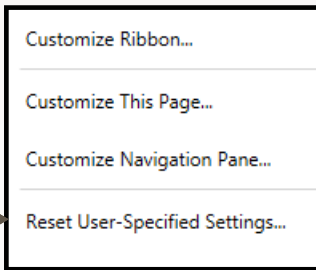 Customize Ribbon...
Customize This Page...
Customize Navigation Pane...
Reset User-Specified Settings...